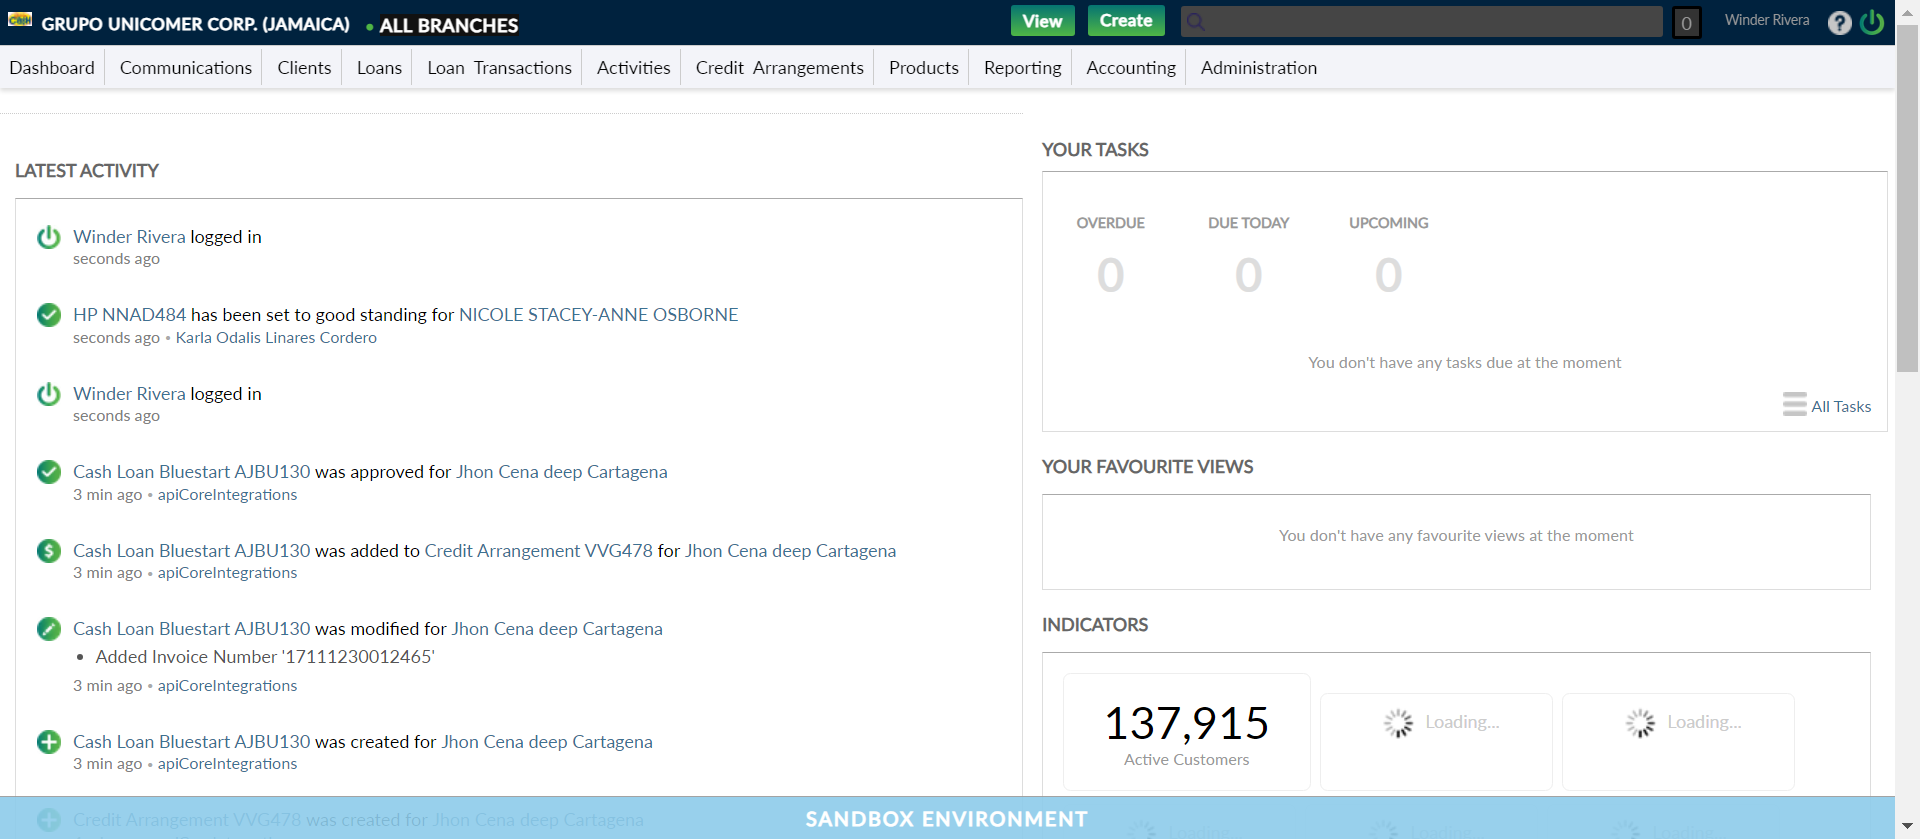 Cash GRUPO UNICOMER CORP. (JAMAICA) • ALL BRANCHES View Create 0 Winder Rivera ?
Dashboard Communications Clients Loans Loan Transactions Activities Credit Arrangements Products Reporting Accounting Administration
LATEST ACTIVITY
Winder Rivera logged in
seconds ago
HP NNAD484 has been set to good standing for NICOLE STACEY-ANNE OSBORNE
seconds ago • Karla Odalis Linares Cordero
Winder Rivera logged in
seconds ago
Cash Loan Bluestart AJBU130 was approved for Jhon Cena deep Cartagena
3 min ago • apiCoreIntegrations
Cash Loan Bluestart AJBU130 was added to Credit Arrangement VVG478 for Jhon Cena deep Cartagena
3 min ago • apiCoreIntegrations
Cash Loan Bluestart AJBU130 was modified for Jhon Cena deep Cartagena
• Added Invoice Number '17111230012465'
3 min ago • apiCoreIntegrations
Cash Loan Bluestart AJBU130 was created for Jhon Cena deep Cartagena
3 min ago • apiCoreIntegrations
Credit Arrangement VVG478 was created for Jhon Cena deep Cartagena
YOUR TASKS
OVERDUE DUE TODAY UPCOMING
0 0 0
You don't have any tasks due at the moment
All Tasks
YOUR FAVOURITE VIEWS
You don't have any favourite views at the moment
INDICATORS
137,915
Active Customers
Loading...
Loading...
SANDBOX ENVIRONMENT
Loading... Loading... Loading...